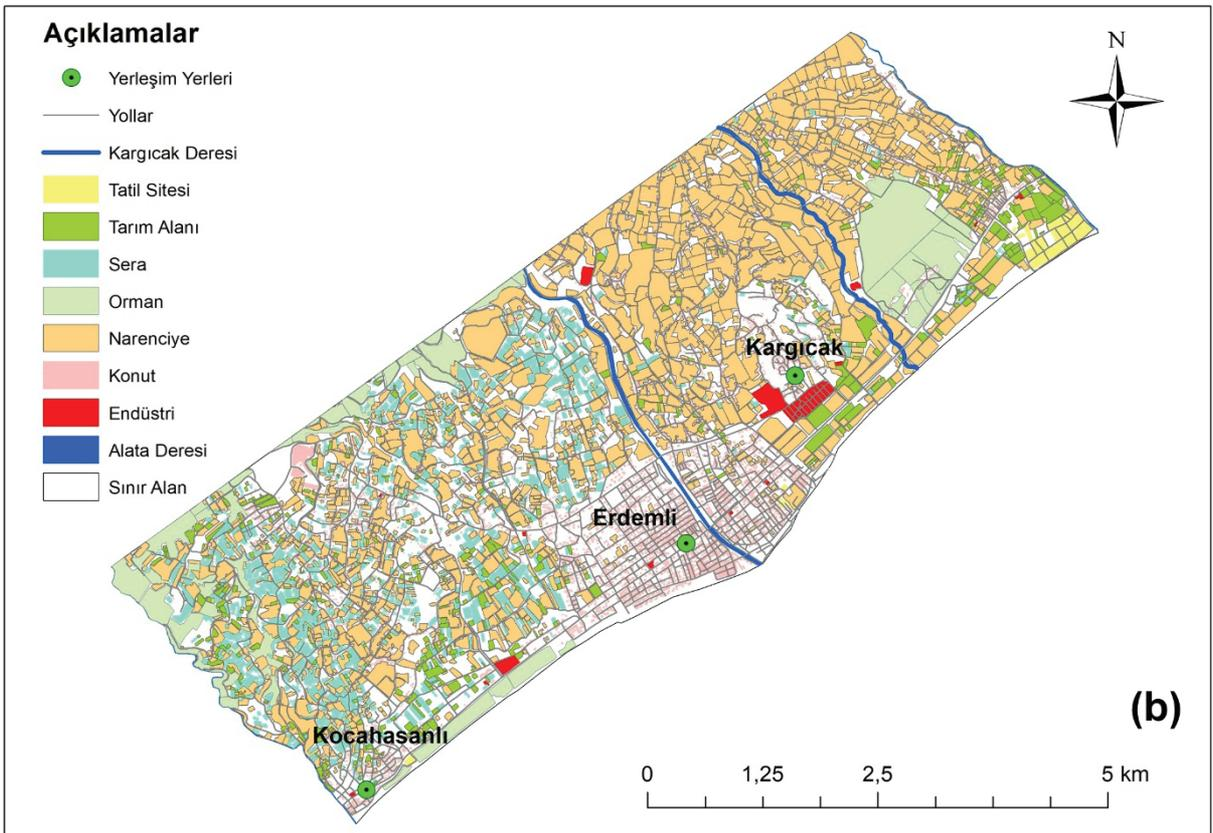 Açıklamalar
Yerleşim Yerleri
Yollar
Kargıcak Deresi
Tatil Sitesi
Tarım Alanı
Sera
Orman
Narenciye
Konut
Endüstri
Alata Deresi
Sınır Alan
N
Kargıcak
Erdemli
Kocahasanlı
(b)
0 1,25 2,5 5 km